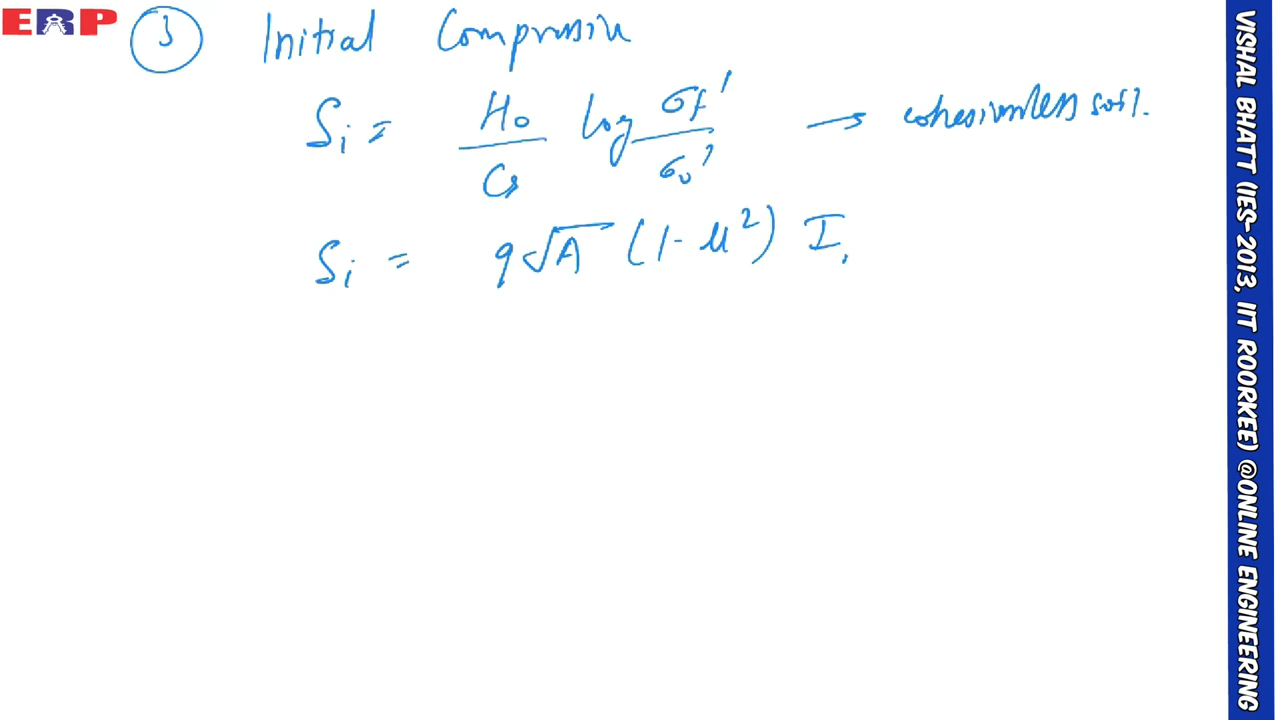 ERP
3 Initial Compression
Si = Ho/Cs log σf'/σo' → cohesionless soil.
Si = q√A (1-μ²) I.
VISHAL BHATT (IES-2013, IIT ROORKEE) @ONLINE ENGINEERING